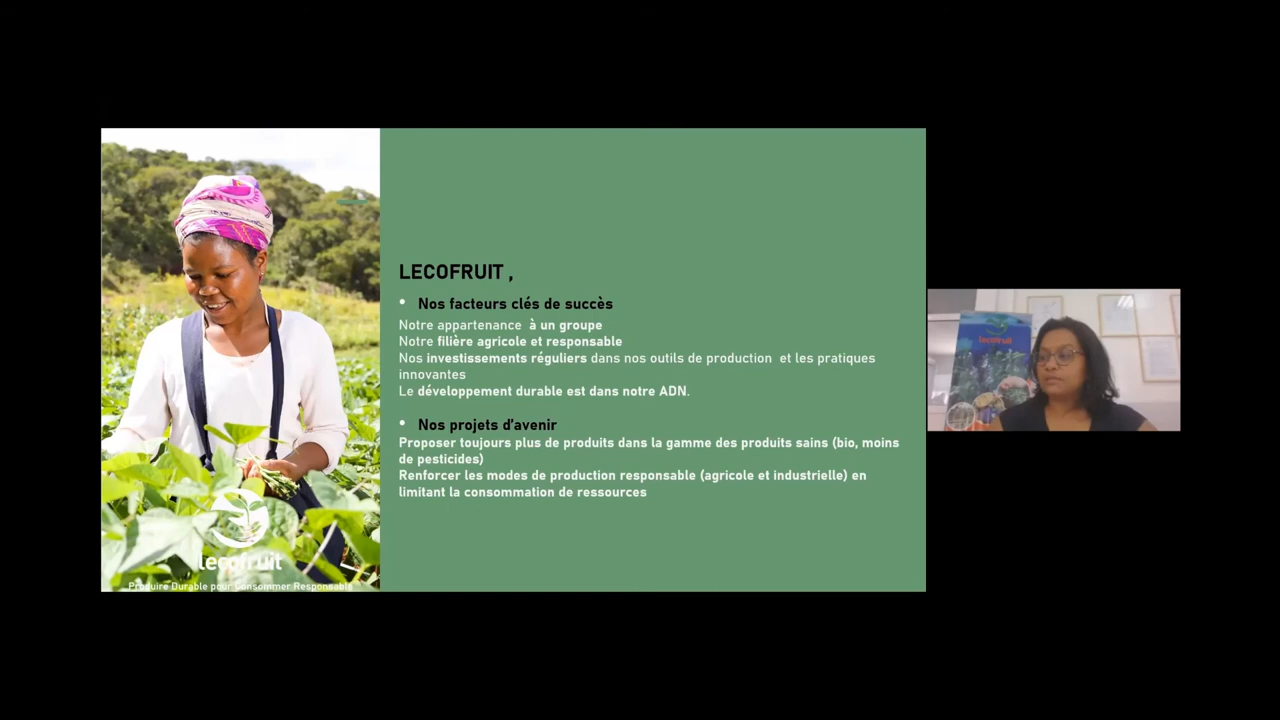 LECOFRUIT ,
• Nos facteurs clés de succès
Notre appartenance à un groupe
Notre filière agricole et responsable
Nos investissements réguliers dans nos outils de production et les pratiques
innovantes
Le développement durable est dans notre ADN.
• Nos projets d'avenir
Proposer toujours plus de produits dans la gamme des produits sains (bio, moins
de pesticides)
Renforcer les modes de production responsable (agricole et industrielle) en
limitant la consommation de ressources
lecofruit
Produire Durable pour Consommer Responsable
lecofruit